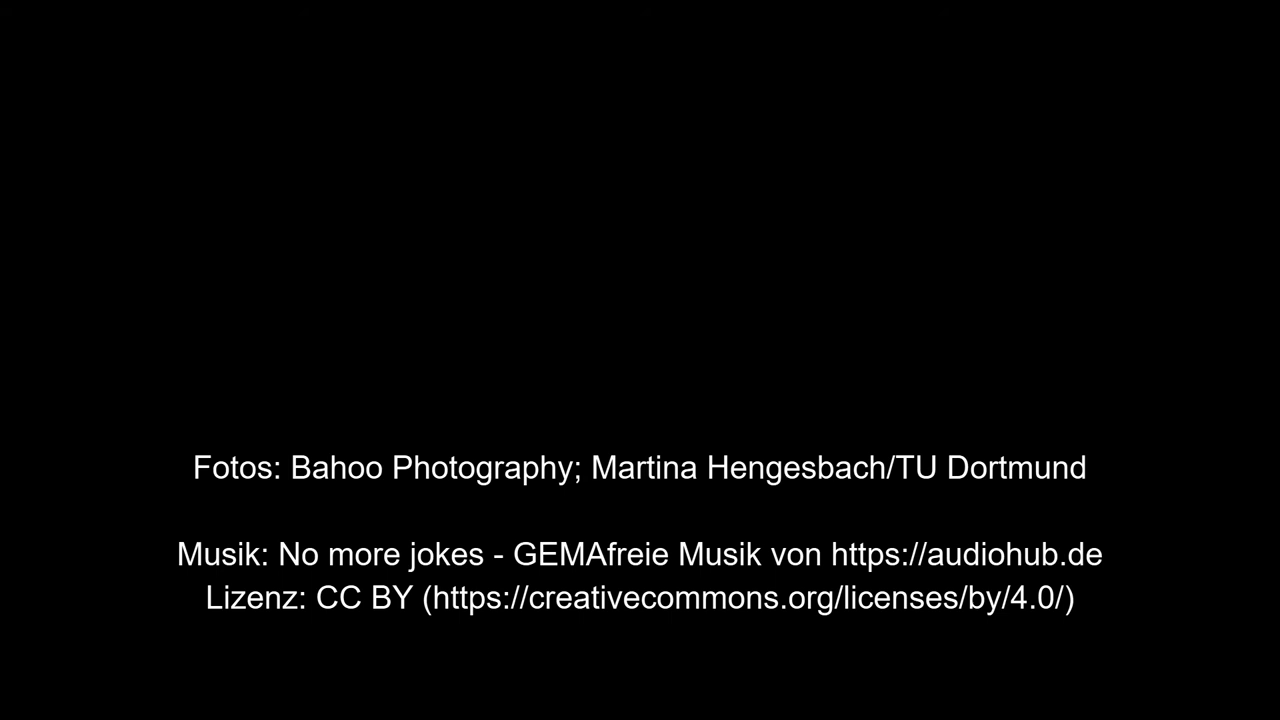 Fotos: Bahoo Photography; Martina Hengesbach/TU Dortmund
Musik: No more jokes - GEMAfreie Musik von https://audiohub.de
Lizenz: CC BY (https://creativecommons.org/licenses/by/4.0/)